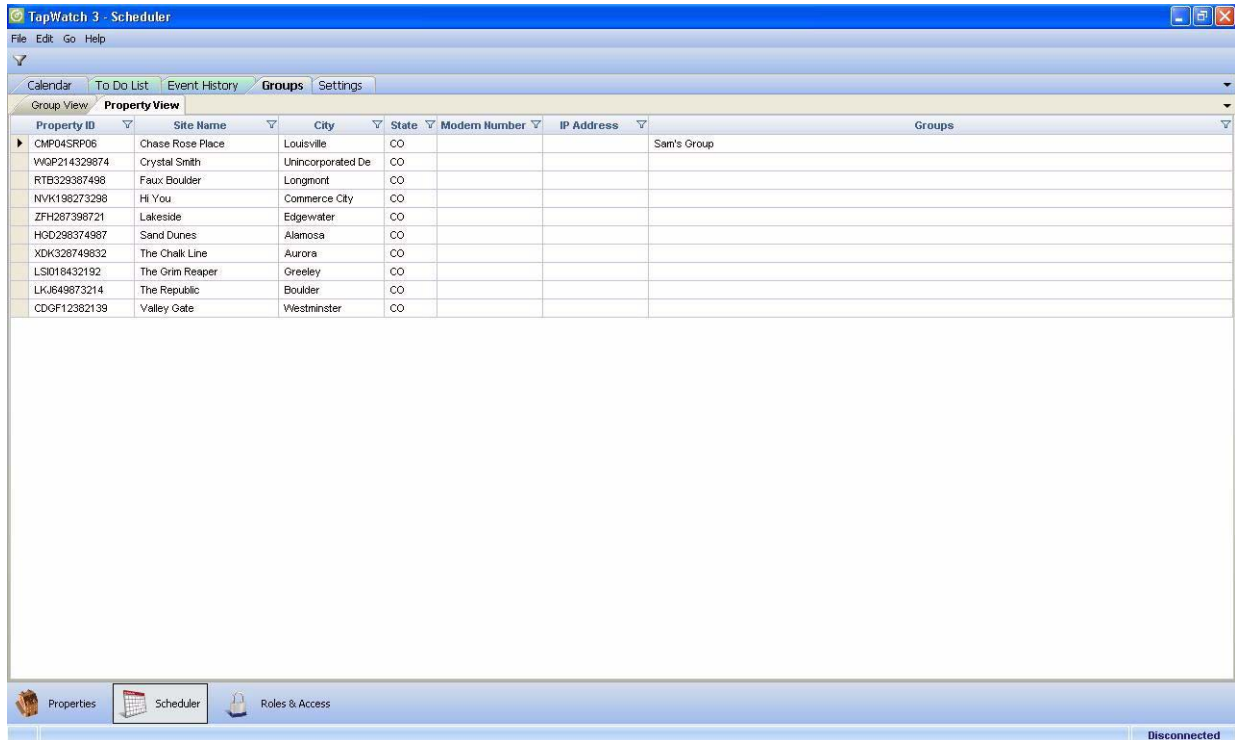 TapWatch 3 - Scheduler
File Edit Go Help
Calendar To Do List Event History Groups Settings
Group View Property View
Property ID Site Name City State Modem Number IP Address Groups
CMP04SRP06 Chase Rose Place Louisville CO Sam's Group
WQP214329874 Crystal Smith Unincorporated De CO
RTB329387498 Faux Boulder Longmont CO
NVK198273298 Hi You Commerce City CO
ZFH287398721 Lakeside Edgewater CO
HGD298374987 Sand Dunes Alamosa CO
XDK328749832 The Chalk Line Aurora CO
LSI018432192 The Grim Reaper Greeley CO
LKJ649873214 The Republic Boulder CO
CDGF12382139 Valley Gate Westminster CO
Properties Scheduler Roles & Access
Disconnected